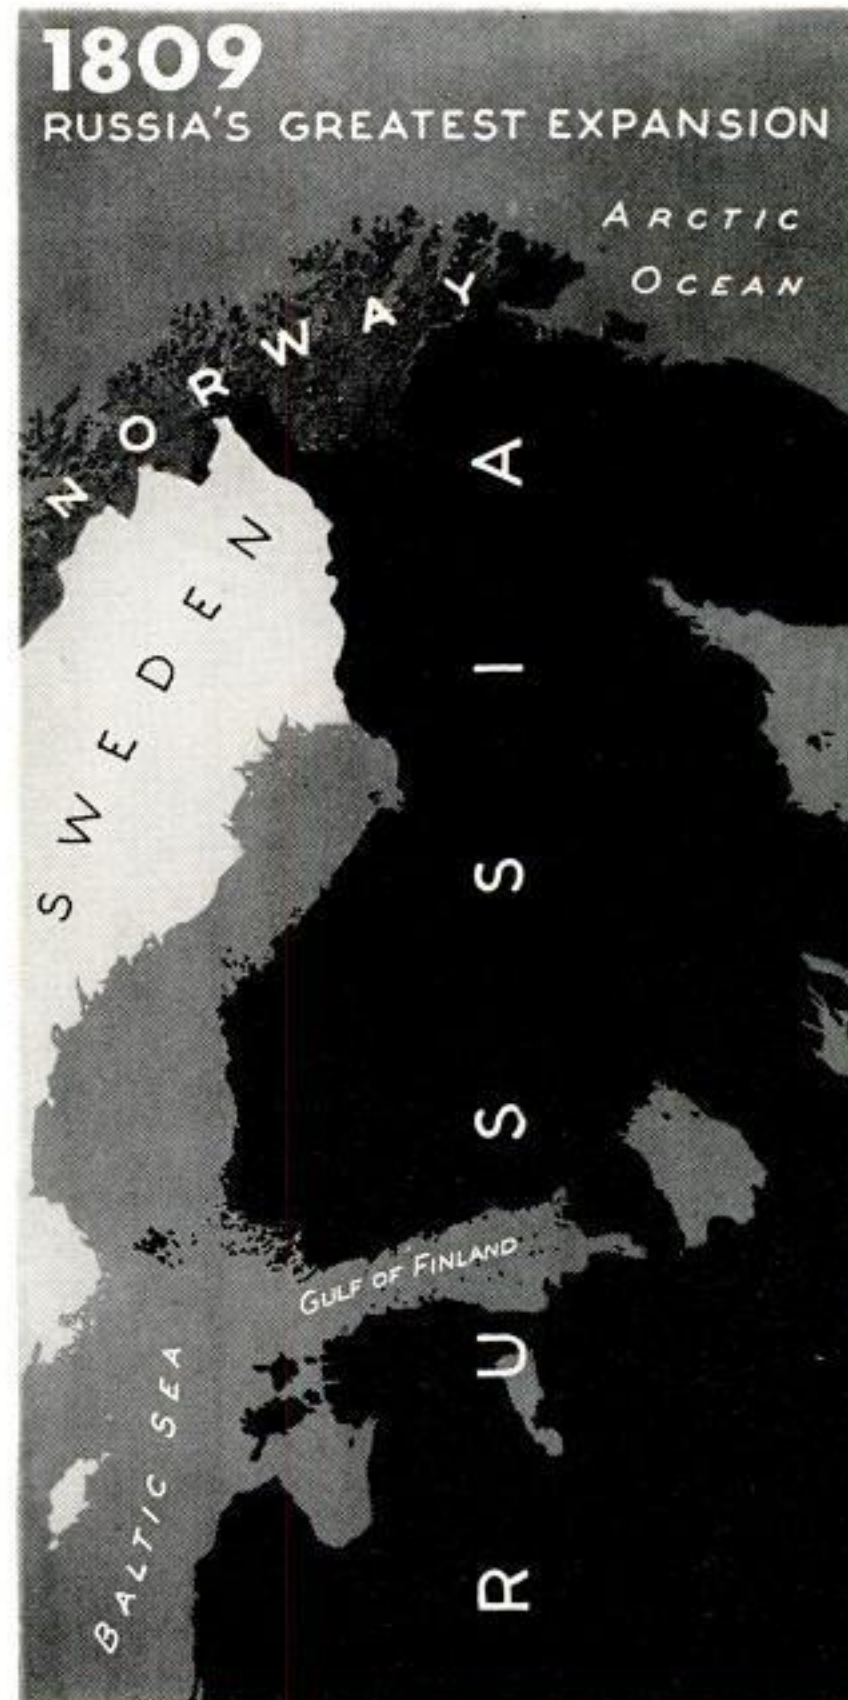 1809
RUSSIA'S GREATEST EXPANSION
ARCTIC
OCEAN
NORWAY
SWEDEN
RUSSIA
GULF OF FINLAND
BALTIC SEA